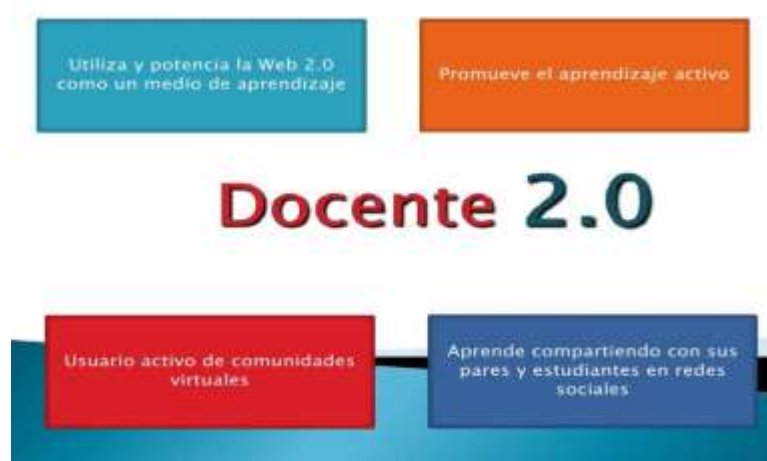 Utiliza y potencia la Web 2.0
como un medio de aprendizaje
Promueve el aprendizaje activo
Docente 2.0
Usuario activo de comunidades
virtuales
Aprende compartiendo con sus
pares y estudiantes en redes
sociales